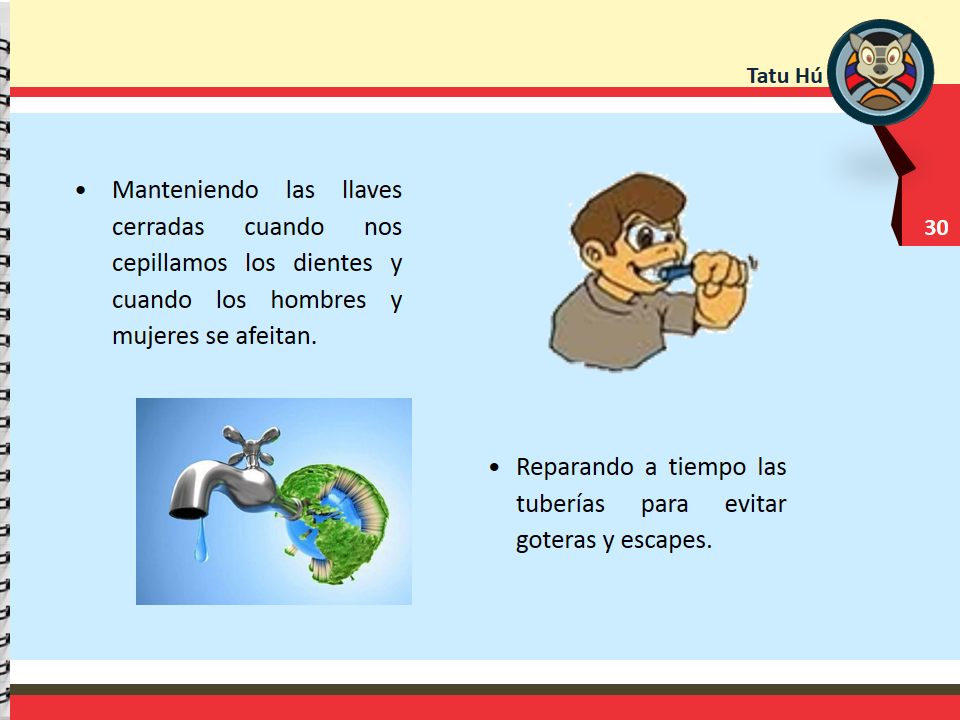 Tatu Hú
30
• Manteniendo las llaves
cerradas cuando nos
cepillamos los dientes y
cuando los hombres y
mujeres se afeitan.
• Reparando a tiempo las
tuberías para evitar
goteras y escapes.